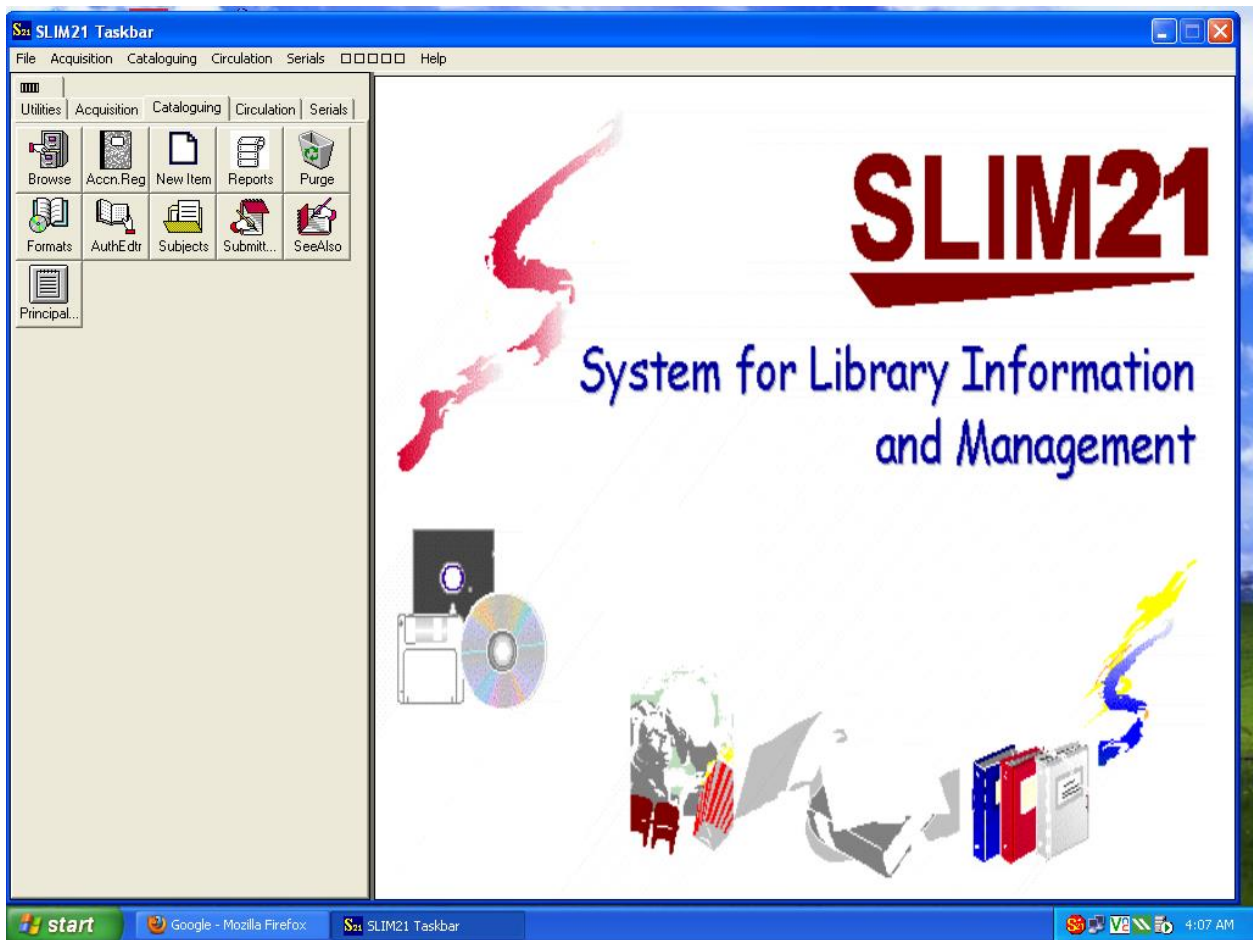 S21 SLIM21 Taskbar
File Acquisition Cataloguing Circulation Serials □□□□□ Help
Utilities Acquisition Cataloguing Circulation Serials
Browse Accn.Reg New Item Reports Purge
Formats AuthEdtr Subjects Submitt... SeeAlso
Principal...
SLIM21
System for Library Information
and Management
start Google - Mozilla Firefox S21 SLIM21 Taskbar 4:07 AM